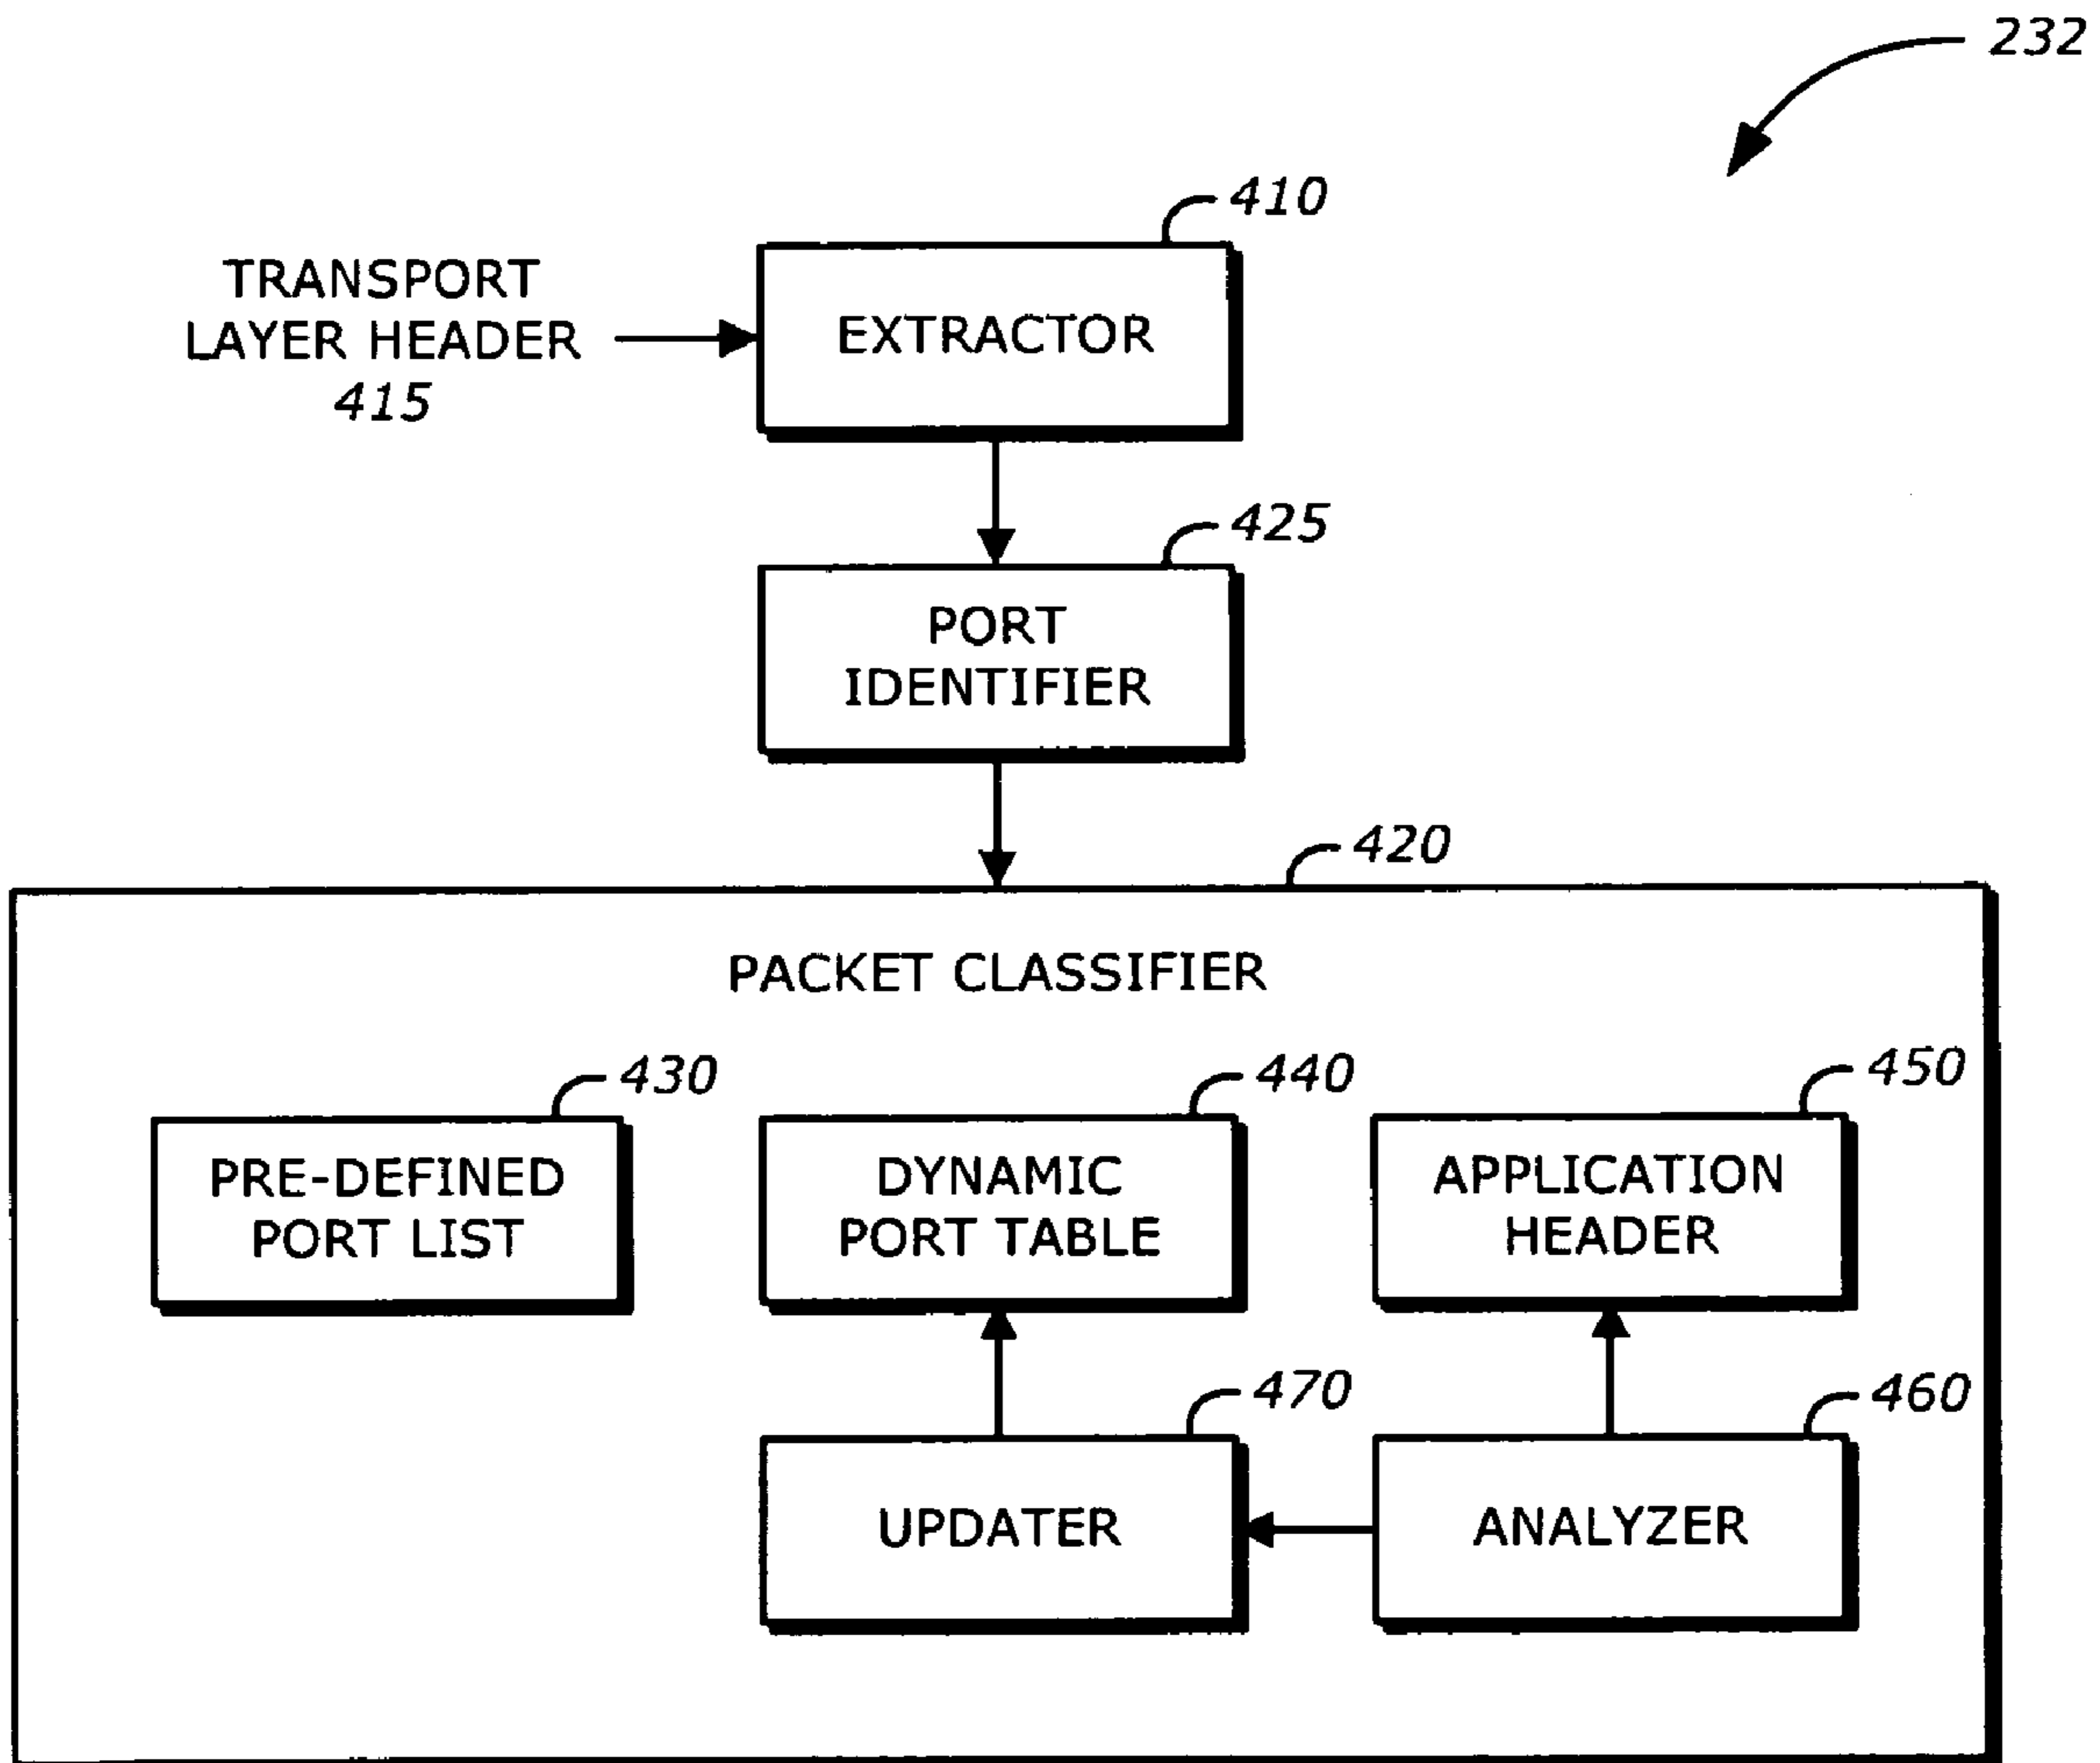 232
410
TRANSPORT
LAYER HEADER
415
EXTRACTOR
425
PORT
IDENTIFIER
420
PACKET CLASSIFIER
430
440
450
PRE-DEFINED
PORT LIST
DYNAMIC
PORT TABLE
APPLICATION
HEADER
470
460
UPDATER
ANALYZER